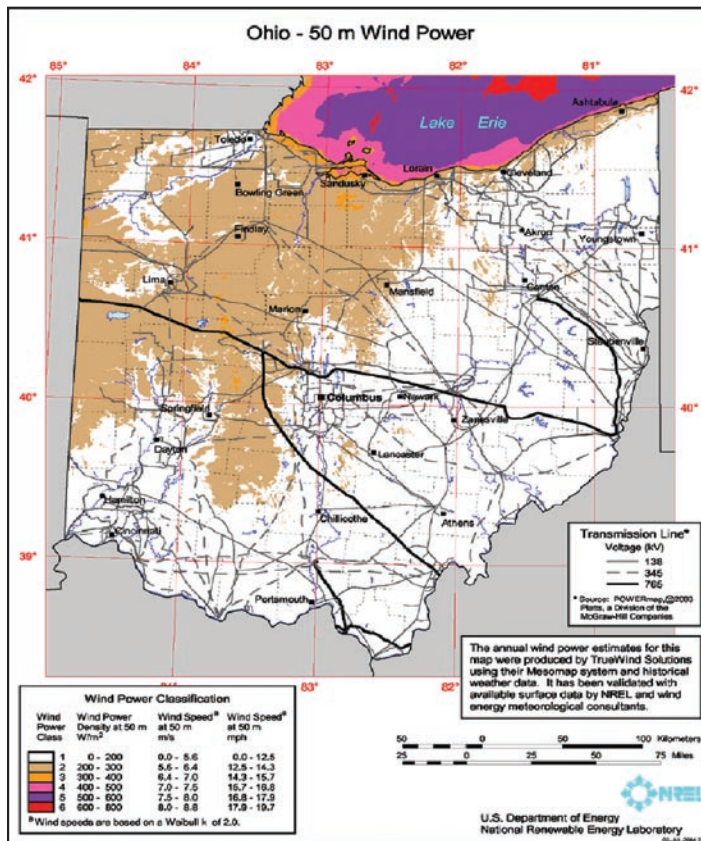 Ohio - 50 m Wind Power
85°
84°
83°
82°
81°
42°
42°
Ashtabula
Lake Erie
Toledo
Cleveland
Lorain
Sandusky
Bowling Green
41°
41°
Akron
Youngstown
Findlay
Lima
Canton
Mansfield
Marion
Steubenville
40°
40°
Columbus
Newark
Springfield
Zanesville
Dayton
Lancaster
Hamilton
Chillicothe
Athens
Cincinnati
39°
Portsmouth
83°
82°
Transmission Line*
Voltage (kV)
138
345
765
* Source: POWERmap, ©2003
Platts, a Division of the
McGraw-Hill Companies
The annual wind power estimates for this
map were produced by TrueWind Solutions
using their Mesomap system and historical
weather data. It has been validated with
available surface data by NREL and wind
energy meteorological consultants.
Wind Power Classification
Wind Power Class Wind Power Density at 50 m W/m2 Wind Speed a at 50 m m/s Wind Speed a at 50 m mph
1 0 - 200 0.0 - 5.6 0.0 - 12.5
2 200 - 300 5.6 - 6.4 12.5 - 14.3
3 300 - 400 6.4 - 7.0 14.3 - 15.7
4 400 - 500 7.0 - 7.5 15.7 - 16.8
5 500 - 600 7.5 - 8.0 16.8 - 17.9
6 600 - 800 8.0 - 8.8 17.9 - 19.7
a Wind speeds are based on a Weibull k of 2.0.
50 0 50 100 Kilometers
25 0 25 50 75 Miles
NREL
U.S. Department of Energy
National Renewable Energy Laboratory